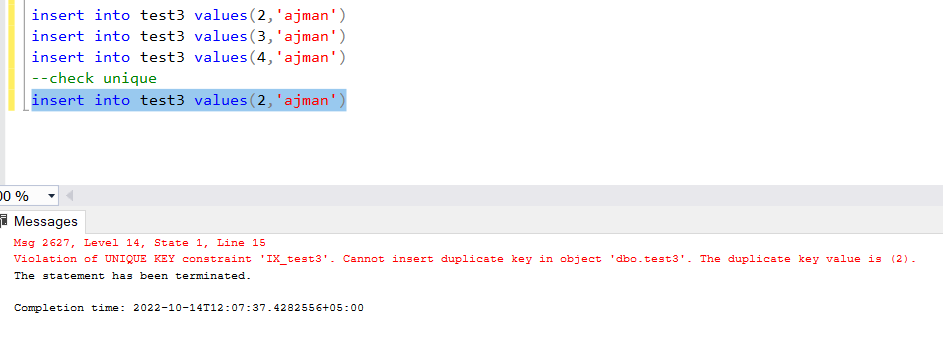 insert into test3 values(2,'ajman')
insert into test3 values(3,'ajman')
insert into test3 values(4,'ajman')
--check unique
insert into test3 values(2,'ajman')
00 %
Messages
Msg 2627, Level 14, State 1, Line 15
Violation of UNIQUE KEY constraint 'IX_test3'. Cannot insert duplicate key in object 'dbo.test3'. The duplicate key value is (2).
The statement has been terminated.
Completion time: 2022-10-14T12:07:37.4282556+05:00